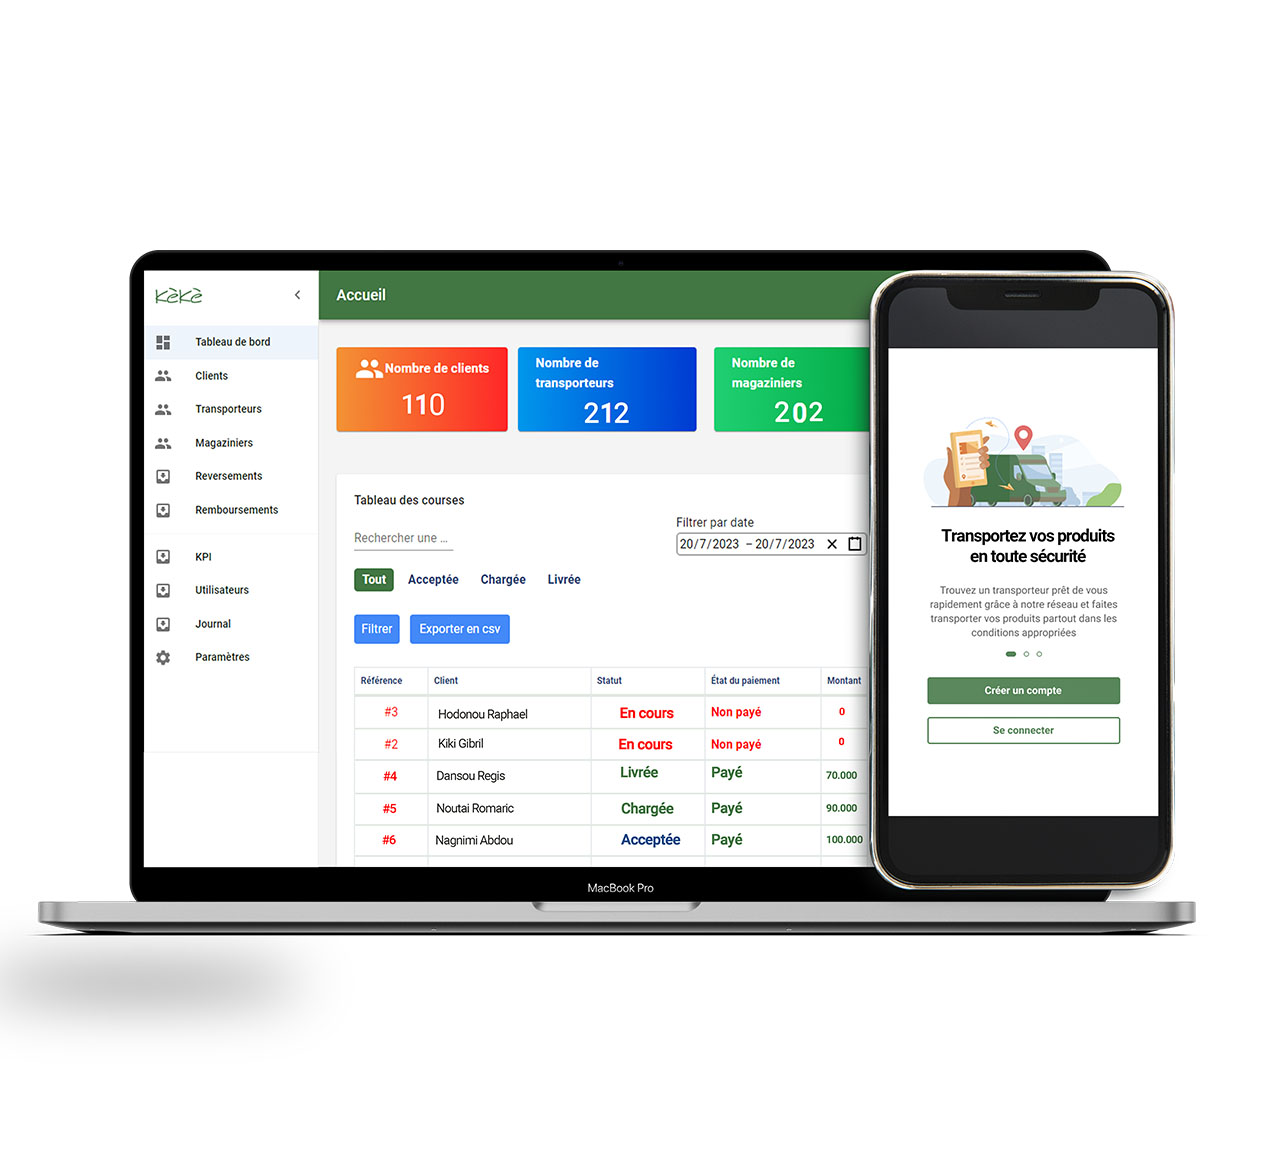 Kèkè
Accueil
Tableau de bord
Clients
Transporteurs
Magaziniers
Reversements
Remboursements
KPI
Utilisateurs
Journal
Paramètres
Nombre de clients
110
Nombre de
transporteurs
212
Nombre de
magaziniers
202
Tableau des courses
Rechercher une ...
Filtrer par date
20/7/2023 – 20/7/2023
Tout Acceptée Chargée Livrée
Filtrer Exporter en csv
Référence Client Statut État du paiement Montant
#3 Hodonou Raphael En cours Non payé 0
#2 Kiki Gibril En cours Non payé 0
#4 Dansou Regis Livrée Payé 70.000
#5 Noutai Romaric Chargée Payé 90.000
#6 Nagnimi Abdou Acceptée Payé 100.000
MacBook Pro
Transportez vos produits
en toute sécurité
Trouvez un transporteur prêt de vous
rapidement grâce à notre réseau et faites
transporter vos produits partout dans les
conditions appropriées
Créer un compte
Se connecter